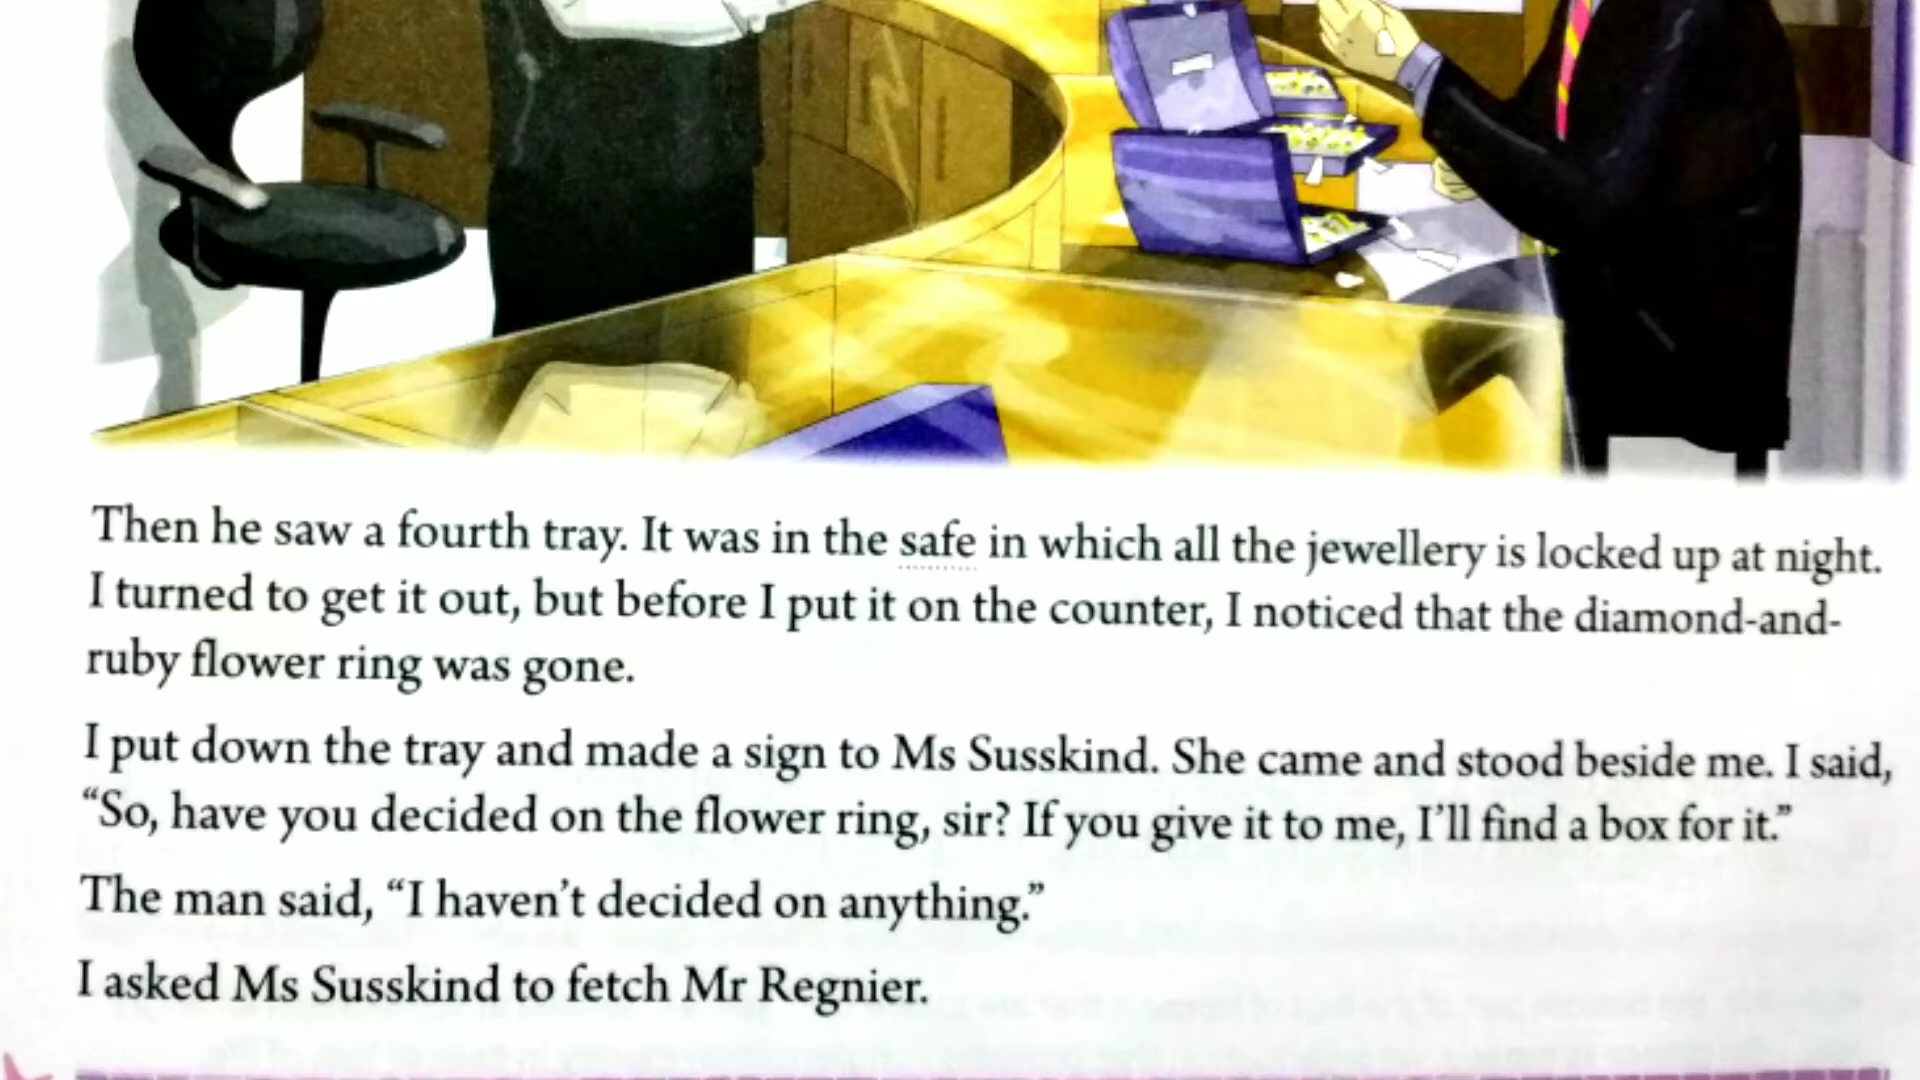 Then he saw a fourth tray. It was in the safe in which all the jewellery is locked up at night.
I turned to get it out, but before I put it on the counter, I noticed that the diamond-and-
ruby flower ring was gone.
I put down the tray and made a sign to Ms Susskind. She came and stood beside me. I said,
“So, have you decided on the flower ring, sir? If you give it to me, I’ll find a box for it.”
The man said, “I haven’t decided on anything.”
I asked Ms Susskind to fetch Mr Regnier.